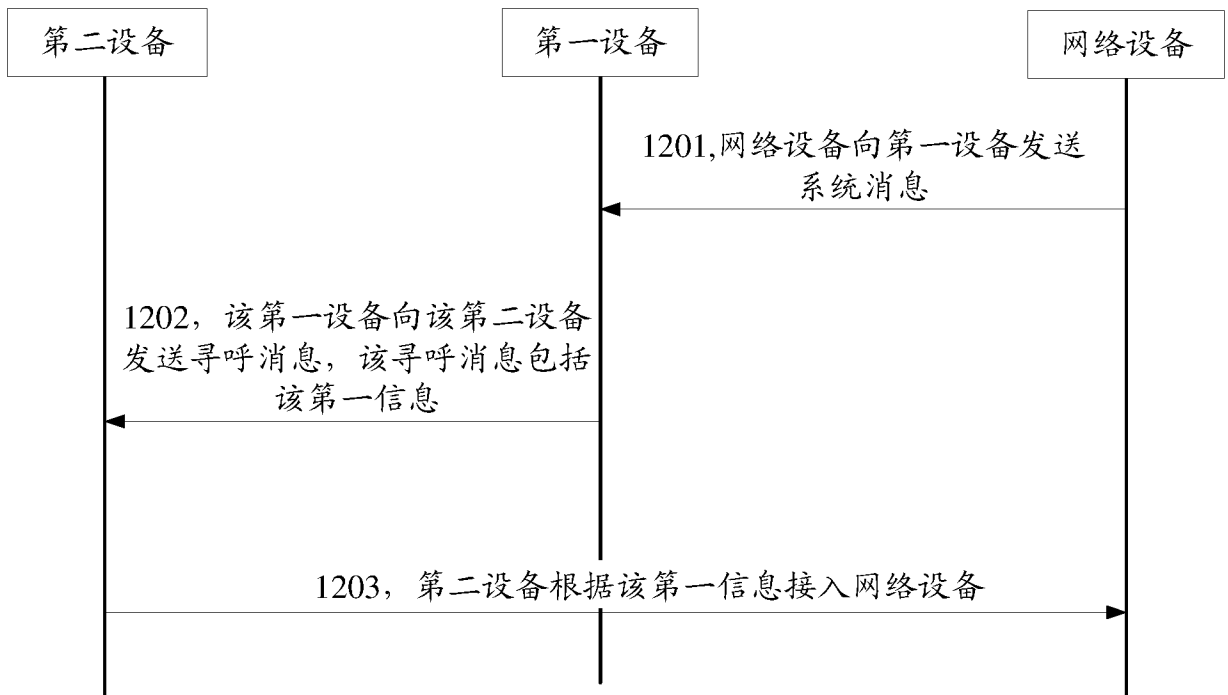 第二设备
第一设备
网络设备
1201,网络设备向第一设备发送
系统消息
1202，该第一设备向该第二设备
发送寻呼消息，该寻呼消息包括
该第一信息
1203，第二设备根据该第一信息接入网络设备